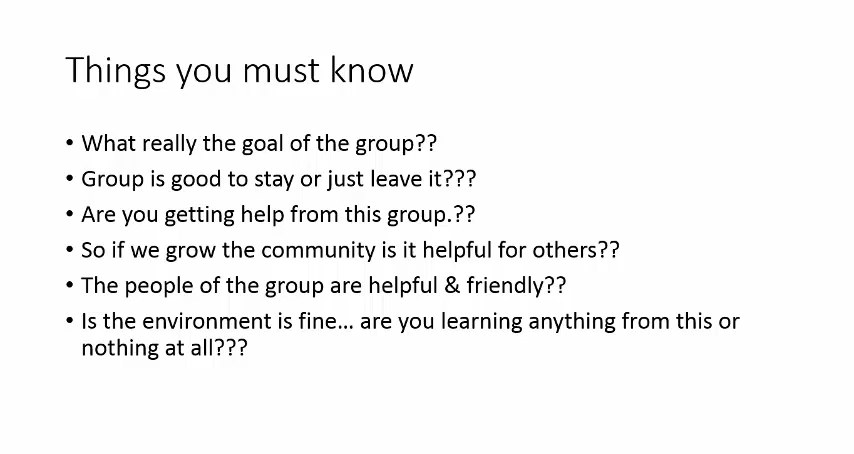 Things you must know
• What really the goal of the group??
• Group is good to stay or just leave it???
• Are you getting help from this group.??
• So if we grow the community is it helpful for others??
• The people of the group are helpful & friendly??
• Is the environment is fine... are you learning anything from this or
nothing at all???